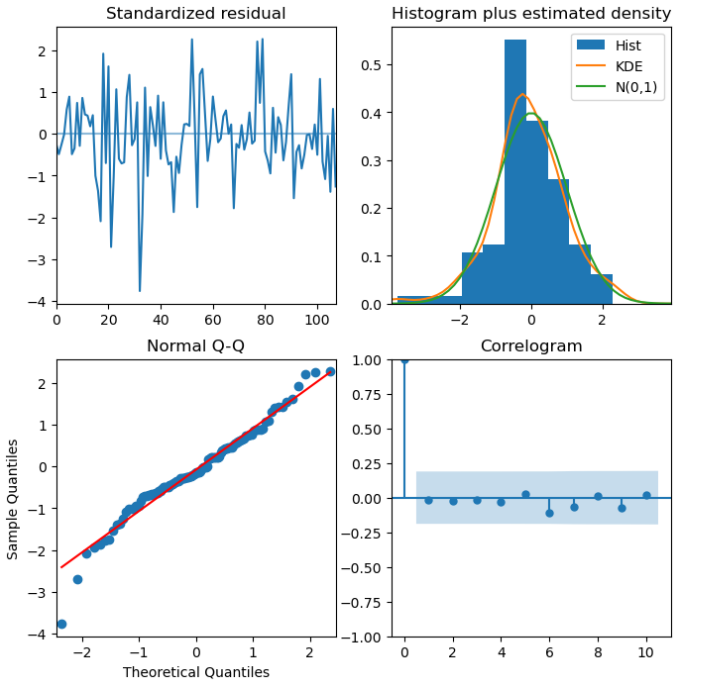 Standardized residual
2
1
0
−1
−2
−3
−4
0 20 40 60 80 100
Histogram plus estimated density
Hist
KDE
N(0,1)
0.5
0.4
0.3
0.2
0.1
0.0
−2 0 2
Normal Q-Q
Sample Quantiles
2
1
0
−1
−2
−3
−4
−2 −1 0 1 2
Theoretical Quantiles
Correlogram
1.00
0.75
0.50
0.25
0.00
−0.25
−0.50
−0.75
−1.00
0 2 4 6 8 10